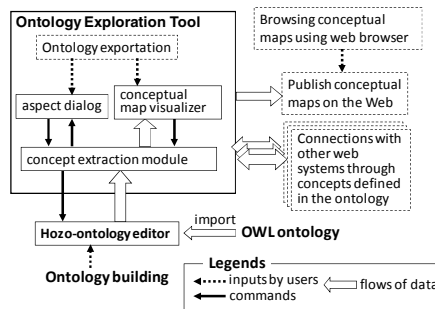 Ontology Exploration Tool
Ontology exportation
aspect dialog
conceptual
map visualizer
concept extraction module
Browsing conceptual
maps using web browser
Publish conceptual
maps on the Web
Connections with
other web
systems through
concepts defined
in the ontology
Hozo-ontology editor
import
OWL ontology
Ontology building
Legends
inputs by users
commands
flows of data